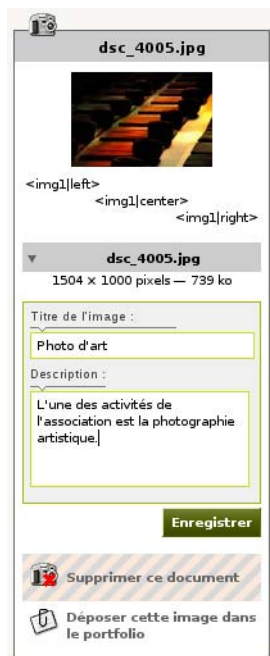 dsc_4005.jpg
<img1|left>
<img1|center>
<img1|right>
dsc_4005.jpg
1504 × 1000 pixels — 739 ko
Titre de l'image :
Photo d'art
Description :
L'une des activités de
l'association est la photographie
artistique.
Enregistrer
Supprimer ce document
Déposer cette image dans
le portfolio